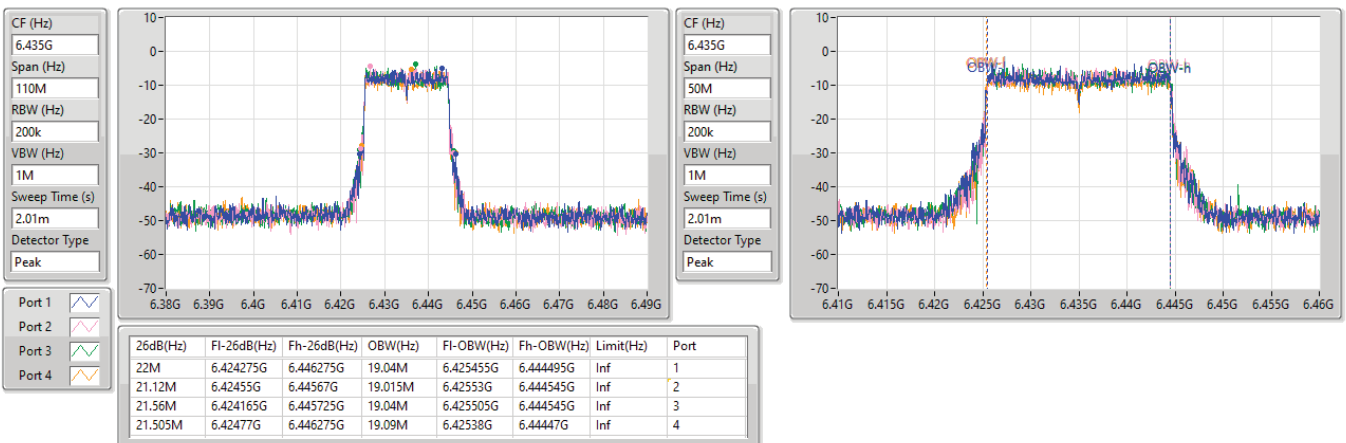 CF (Hz)
6.435G
Span (Hz)
110M
RBW (Hz)
200k
VBW (Hz)
1M
Sweep Time (s)
2.01m
Detector Type
Peak
10
0
-10
-20
-30
-40
-50
-60
-70
6.38G 6.39G 6.4G 6.41G 6.42G 6.43G 6.44G 6.45G 6.46G 6.47G 6.48G 6.49G
CF (Hz)
6.435G
Span (Hz)
50M
RBW (Hz)
200k
VBW (Hz)
1M
Sweep Time (s)
2.01m
Detector Type
Peak
10
0
-10
-20
-30
-40
-50
-60
-70
OBW-l OBW-h
6.41G 6.415G 6.42G 6.425G 6.43G 6.435G 6.44G 6.445G 6.45G 6.455G 6.46G
Port 1
Port 2
Port 3
Port 4
26dB(Hz) Fl-26dB(Hz) Fh-26dB(Hz) OBW(Hz) Fl-OBW(Hz) Fh-OBW(Hz) Limit(Hz) Port
22M 6.424275G 6.446275G 19.04M 6.425455G 6.444495G Inf 1
21.12M 6.42455G 6.44567G 19.015M 6.42553G 6.444545G Inf 2
21.56M 6.424165G 6.445725G 19.04M 6.425505G 6.444545G Inf 3
21.505M 6.42477G 6.446275G 19.09M 6.42538G 6.44447G Inf 4